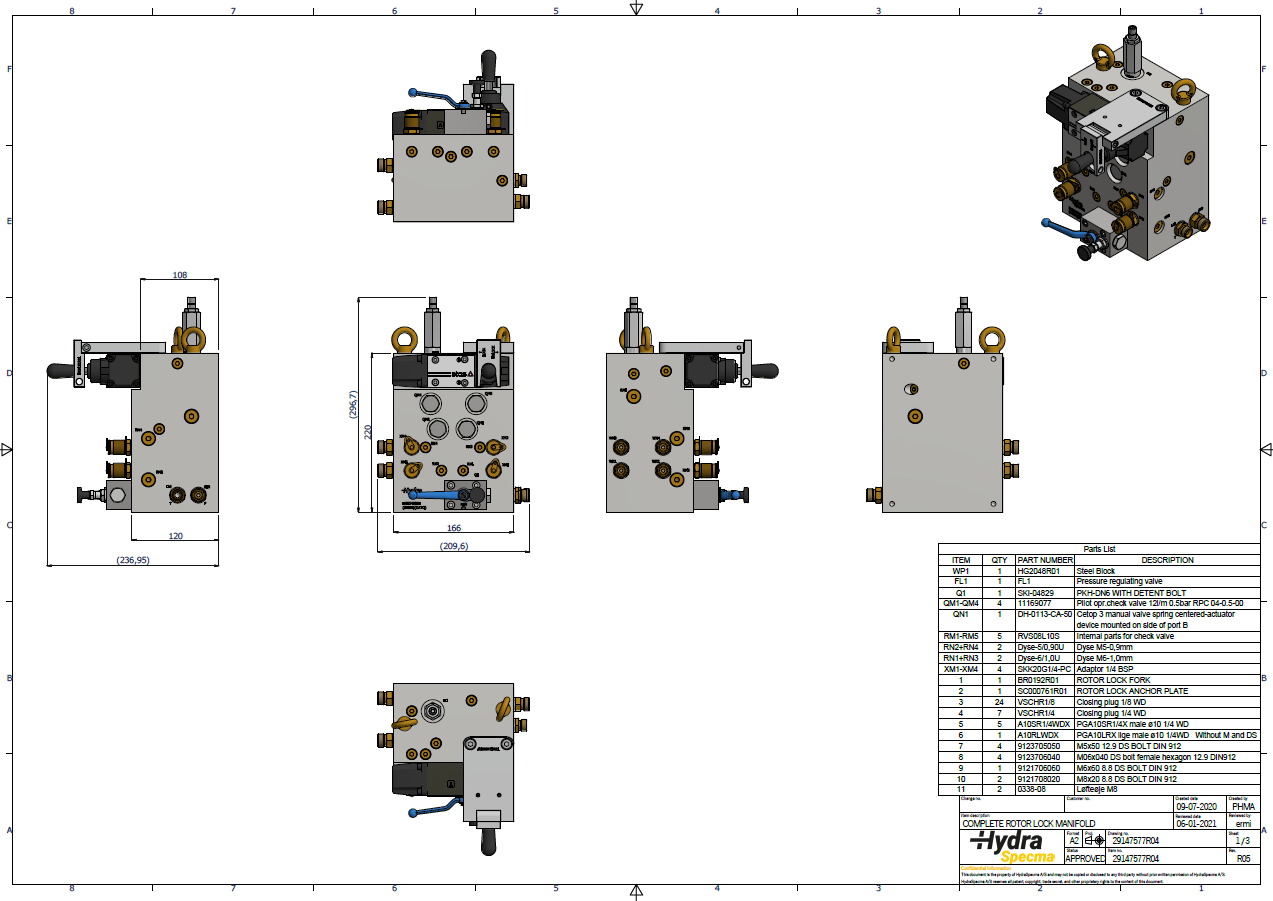 8 7 6 5 4 3 2 1
F F
E E
108
D D
(296,7)
220
C C
120
(236,95)
166
(209,6)
Parts List
ITEM QTY PART NUMBER DESCRIPTION
WP1 1 HG2048R01 Steel Block
FL1 1 FL1 Pressure regulating valve
Q1 1 SKI-04829 PKH-DN6 WITH DETENT BOLT
QM1-QM4 4 11169077 Pilot opr.check valve 12l/m 0.5bar RPC 04-0.5-00
QN1 1 DH-0113-CA-50 Cetop 3 manual valve spring centered-actuator
device mounted on side of port B
RM1-RM5 5 RVS08L10S Internal parts for check valve
RN2+RN4 2 Dyse-5/0,90U Dyse M5-0,9mm
RN1+RN3 2 Dyse-6/1,0U Dyse M6-1,0mm
XM1-XM4 4 SKK20G1/4-PC Adaptor 1/4 BSP
B B
1 1 BR0192R01 ROTOR LOCK FORK
2 1 SC000761R01 ROTOR LOCK ANCHOR PLATE
3 24 VSCHR1/8 Closing plug 1/8 WD
4 7 VSCHR1/4 Closing plug 1/4 WD
5 5 A10SR1/4WDX PGA10SR1/4X male ø10 1/4 WD
6 1 A10RLWDX PGA10LRX lige male ø10 1/4WD Without M and DS
7 4 9123705050 M5x50 12.9 DS BOLT DIN 912
8 4 9123706040 M06x040 DS bolt female hexagon 12.9 DIN912
9 1 9121706060 M6x60 8.8 DS BOLT DIN 912
10 2 9121708020 M8x20 8.8 DS BOLT DIN 912
11 2 0338-08 Løfteøje M8
Change no. Customer no. Created date Created by
09-07-2020 PHMA
Item description Reviewed date Reviewed by
COMPLETE ROTOR LOCK MANIFOLD 06-01-2021 ermi
A A
Hydra Specma
Format Proj. Drawing no. Sheet
A2 29147577R04 1/3
Status Item no. Rev.
APPROVED 29147577R04 R05
Confidential information
This document is the property of HydraSpecma A/S and may not be copied or disclosed to any third party without prior written permission of HydraSpecma A/S.
HydraSpecma A/S reserves all patent, copyright, trade secret, and other proprietary rights to the content of this document.
8 7 6 5 4 3 2 1